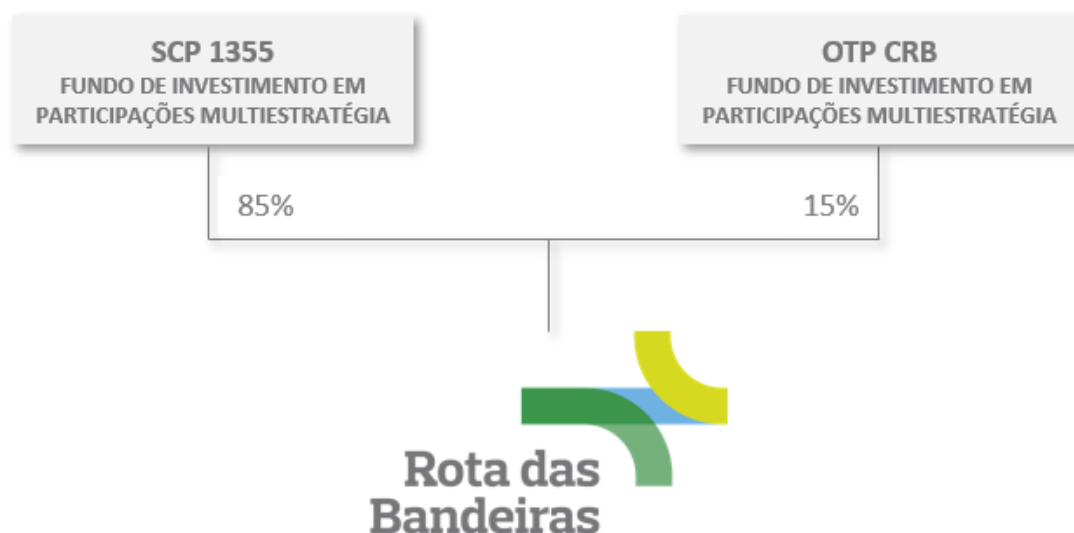 SCP 1355
FUNDO DE INVESTIMENTO EM
PARTICIPAÇÕES MULTIESTRATÉGIA
OTP CRB
FUNDO DE INVESTIMENTO EM
PARTICIPAÇÕES MULTIESTRATÉGIA
85%
15%
Rota das
Bandeiras